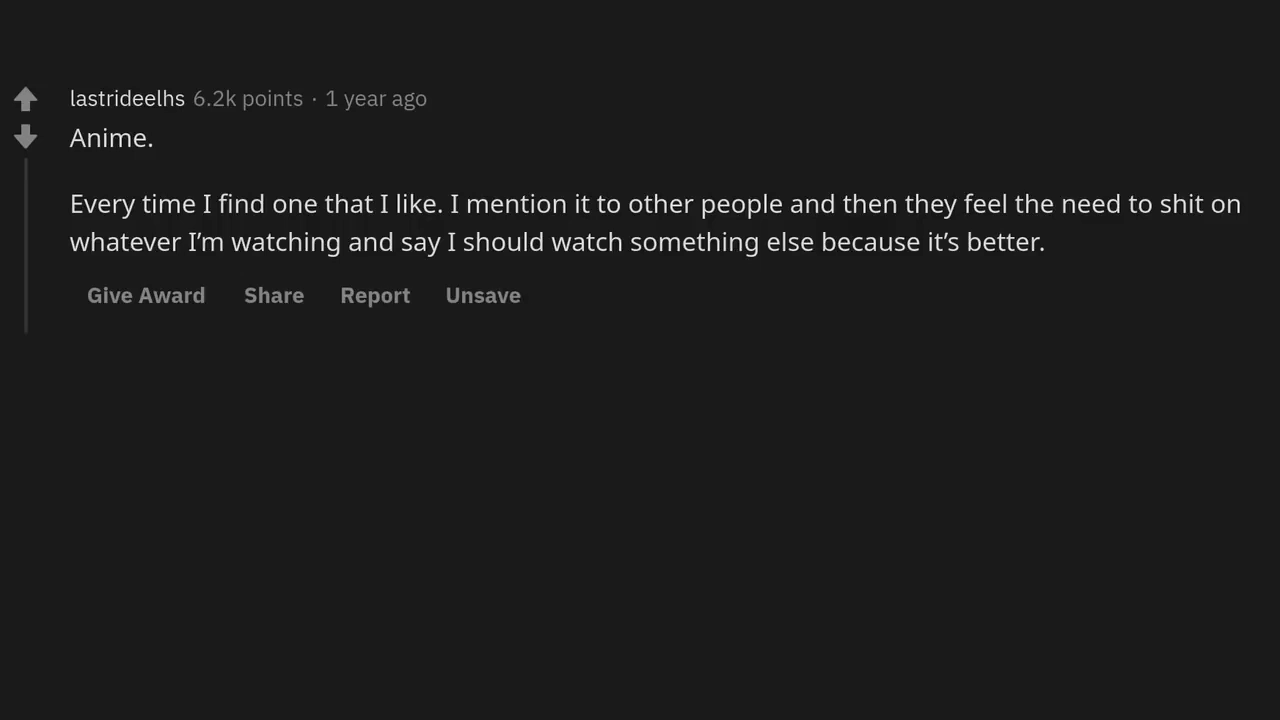 lastrideelhs 6.2k points · 1 year ago
Anime.
Every time I find one that I like. I mention it to other people and then they feel the need to shit on
whatever I’m watching and say I should watch something else because it’s better.
Give Award Share Report Unsave